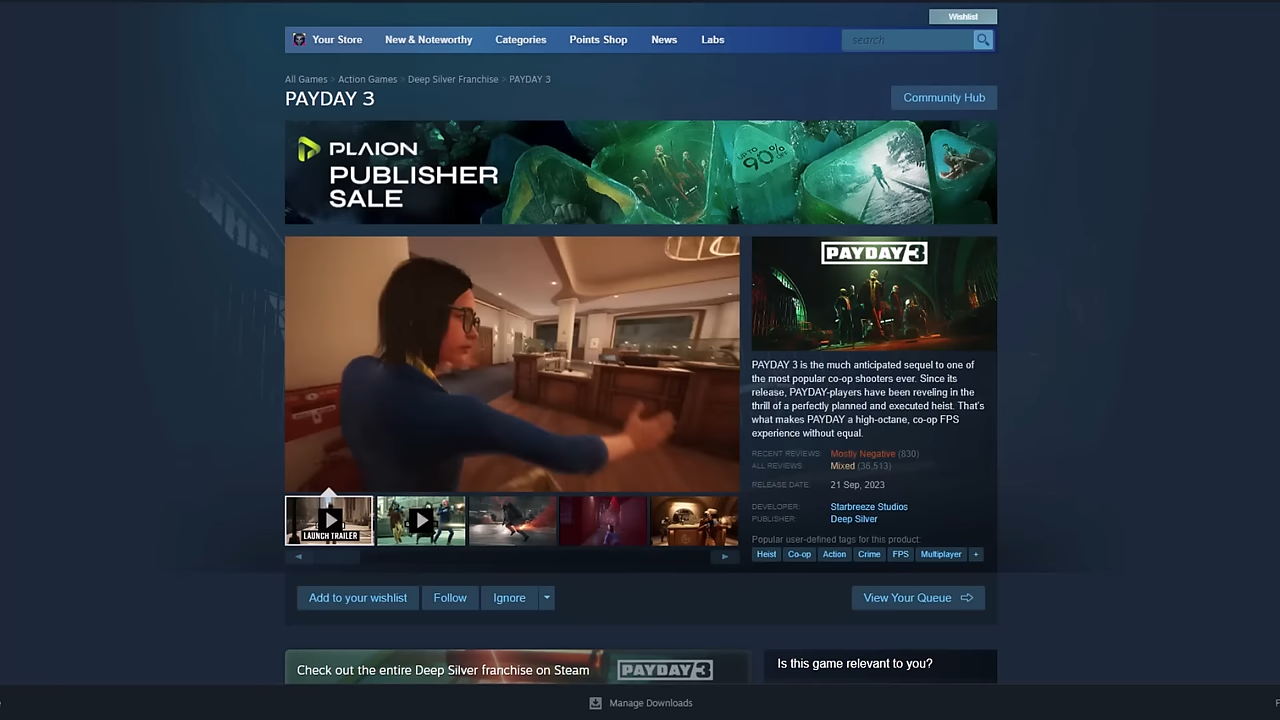 Wishlist
Your Store
New & Noteworthy
Categories
Points Shop
News
Labs
search
All Games > Action Games > Deep Silver Franchise > PAYDAY 3
PAYDAY 3
Community Hub
PLAION
PUBLISHER
SALE
UP TO
90%
OFF
PAYDAY 3
PAYDAY 3 is the much anticipated sequel to one of
the most popular co-op shooters ever. Since its
release, PAYDAY-players have been reveling in the
thrill of a perfectly planned and executed heist. That's
what makes PAYDAY a high-octane, co-op FPS
experience without equal.
RECENT REVIEWS: Mostly Negative (830)
ALL REVIEWS: Mixed (36,513)
RELEASE DATE: 21 Sep, 2023
DEVELOPER: Starbreeze Studios
PUBLISHER: Deep Silver
Popular user-defined tags for this product:
Heist Co-op Action Crime FPS Multiplayer +
LAUNCH TRAILER
Add to your wishlist
Follow
Ignore
View Your Queue
Check out the entire Deep Silver franchise on Steam
PAYDAY 3
Is this game relevant to you?
Manage Downloads